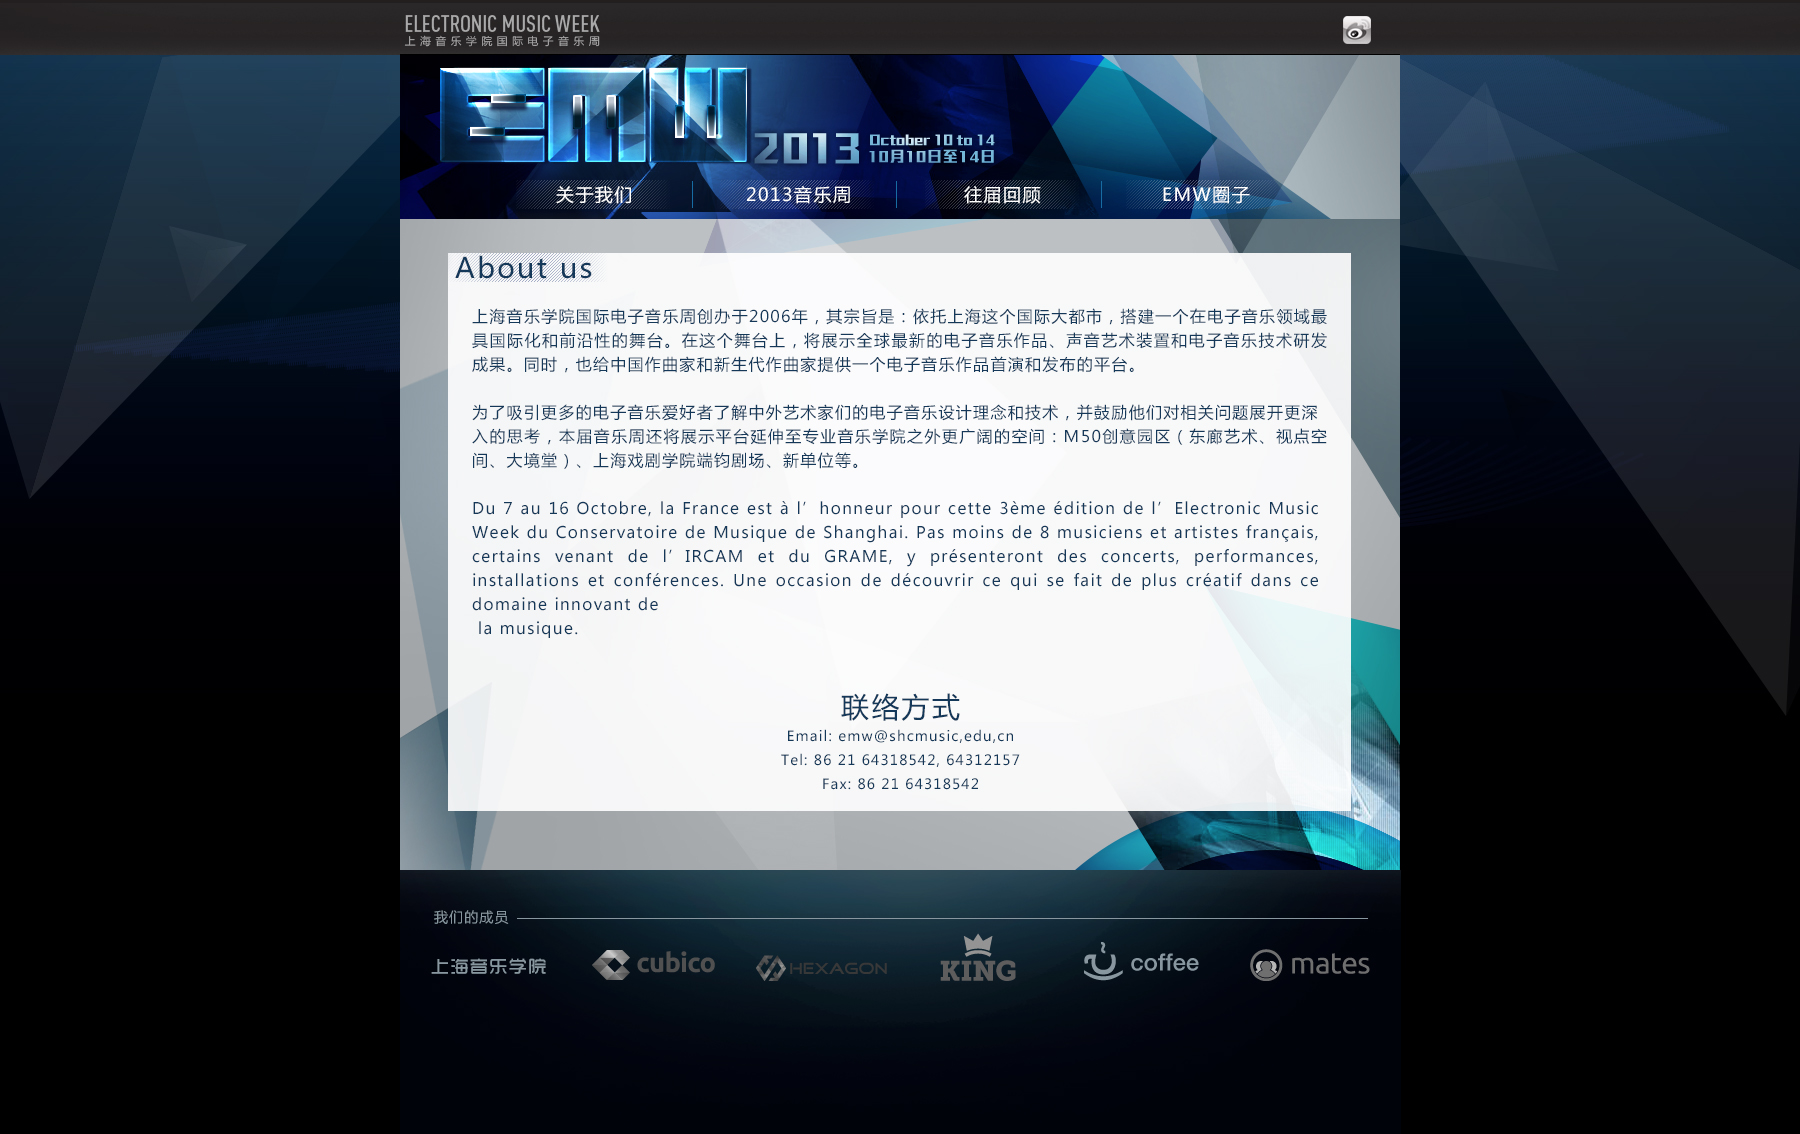 ELECTRONIC MUSIC WEEK
上海音乐学院国际电子音乐周
EMW 2013 October 10 to 14
10月10日至14日
关于我们 2013音乐周 往届回顾 EMW圈子
About us
上海音乐学院国际电子音乐周创办于2006年，其宗旨是：依托上海这个国际大都市，搭建一个在电子音乐领域最
具国际化和前沿性的舞台。在这个舞台上，将展示全球最新的电子音乐作品、声音艺术装置和电子音乐技术研发
成果。同时，也给中国作曲家和新生代作曲家提供一个电子音乐作品首演和发布的平台。
为了吸引更多的电子音乐爱好者了解中外艺术家们的电子音乐设计理念和技术，并鼓励他们对相关问题展开更深
入的思考，本届音乐周还将展示平台延伸至专业音乐学院之外更广阔的空间：M50创意园区（东廊艺术、视点空
间、大境堂）、上海戏剧学院端钧剧场、新单位等。
Du 7 au 16 Octobre, la France est à l’honneur pour cette 3ème édition de l’Electronic Music
Week du Conservatoire de Musique de Shanghai. Pas moins de 8 musiciens et artistes français,
certains venant de l’IRCAM et du GRAME, y présenteront des concerts, performances,
installations et conférences. Une occasion de découvrir ce qui se fait de plus créatif dans ce
domaine innovant de
la musique.
联络方式
Email: emw@shcmusic,edu,cn
Tel: 86 21 64318542, 64312157
Fax: 86 21 64318542
我们的成员
上海音乐学院 cubico HEXAGON KING coffee mates